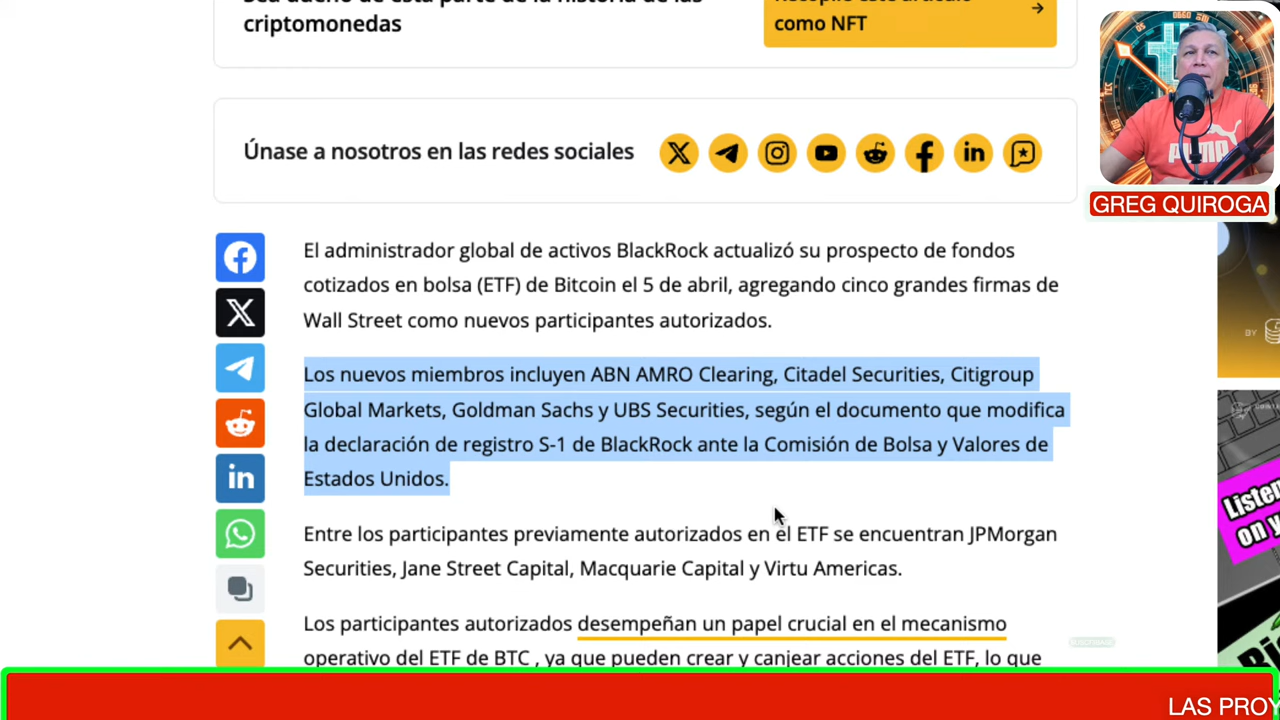 criptomonedas
como NFT
Únase a nosotros en las redes sociales
GREG QUIROGA
El administrador global de activos BlackRock actualizó su prospecto de fondos
cotizados en bolsa (ETF) de Bitcoin el 5 de abril, agregando cinco grandes firmas de
Wall Street como nuevos participantes autorizados.
Los nuevos miembros incluyen ABN AMRO Clearing, Citadel Securities, Citigroup
Global Markets, Goldman Sachs y UBS Securities, según el documento que modifica
la declaración de registro S-1 de BlackRock ante la Comisión de Bolsa y Valores de
Estados Unidos.
Entre los participantes previamente autorizados en el ETF se encuentran JPMorgan
Securities, Jane Street Capital, Macquarie Capital y Virtu Americas.
Los participantes autorizados desempeñan un papel crucial en el mecanismo
operativo del ETF de BTC , ya que pueden crear y canjear acciones del ETF, lo que
BY
Listen
on y
LAS PROY